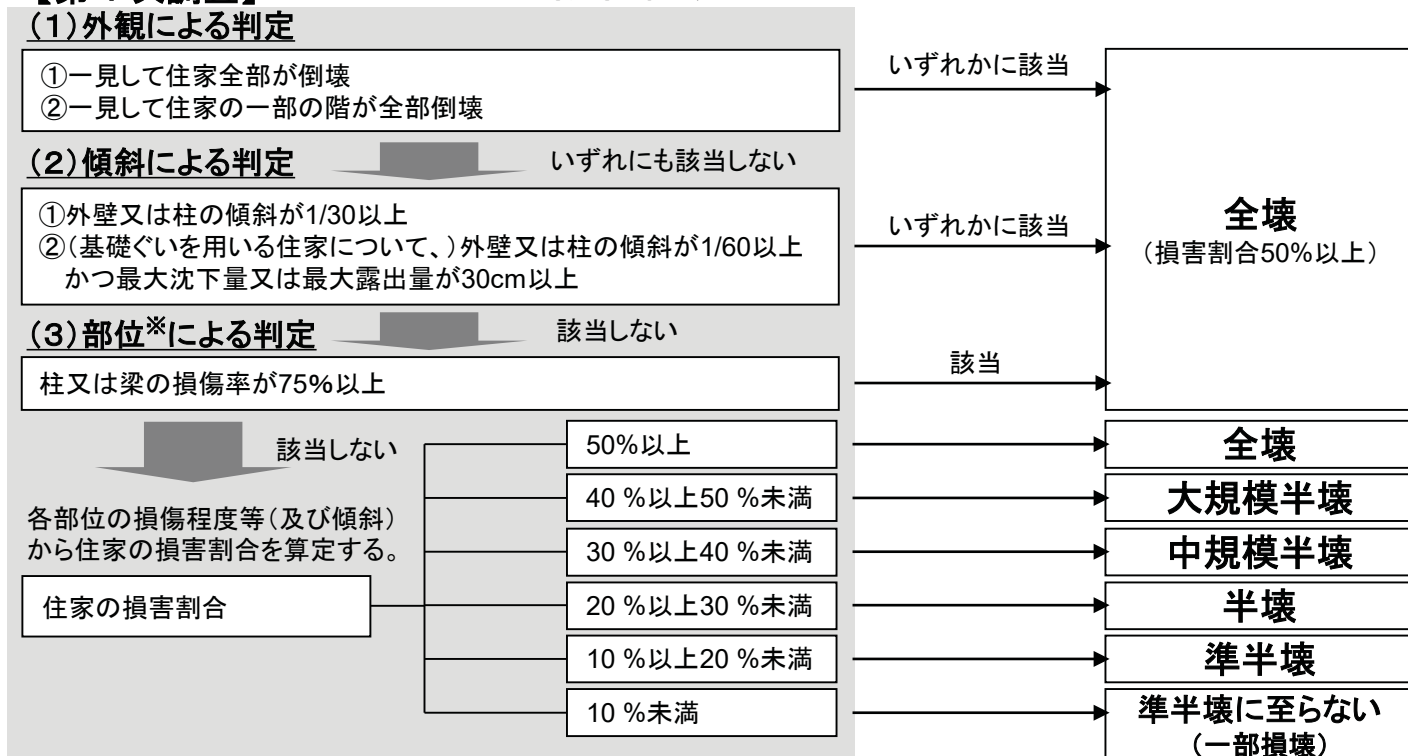 (1)外観による判定
①一見して住家全部が倒壊
②一見して住家の一部の階が全部倒壊
いずれかに該当
(2)傾斜による判定
いずれにも該当しない
①外壁又は柱の傾斜が1/30以上
②(基礎ぐいを用いる住家について、)外壁又は柱の傾斜が1/60以上
かつ最大沈下量又は最大露出量が30cm以上
いずれかに該当
全壊
(損害割合50%以上)
(3)部位※による判定
該当しない
柱又は梁の損傷率が75%以上
該当
該当しない
各部位の損傷程度等(及び傾斜)
から住家の損害割合を算定する。
住家の損害割合
50%以上
全壊
40 %以上50 %未満
大規模半壊
30 %以上40 %未満
中規模半壊
20 %以上30 %未満
半壊
10 %以上20 %未満
準半壊
10 %未満
準半壊に至らない
(一部損壊)